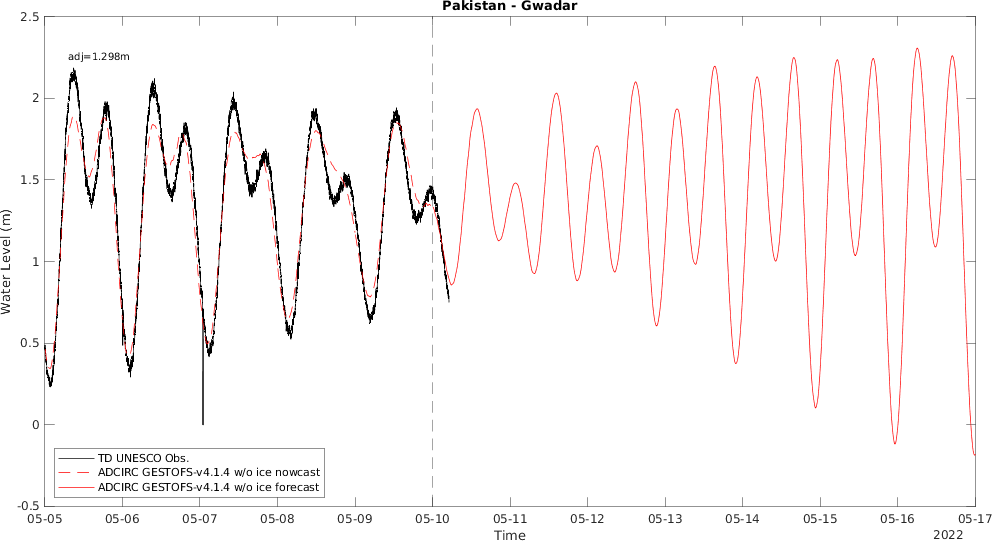 Pakistan - Gwadar
adj=1.298m
Water Level (m)
2.5
2
1.5
1
0.5
0
-0.5
TD UNESCO Obs.
ADCIRC GESTOFS-v4.1.4 w/o ice nowcast
ADCIRC GESTOFS-v4.1.4 w/o ice forecast
05-05 05-06 05-07 05-08 05-09 05-10 05-11 05-12 05-13 05-14 05-15 05-16 05-17
Time
2022